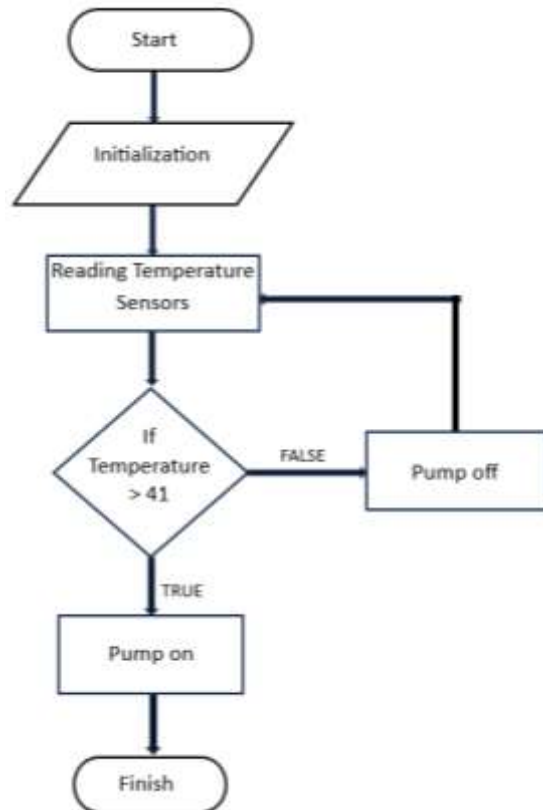 Start
Initialization
Reading Temperature
Sensors
If
Temperature
> 41
FALSE
Pump off
TRUE
Pump on
Finish